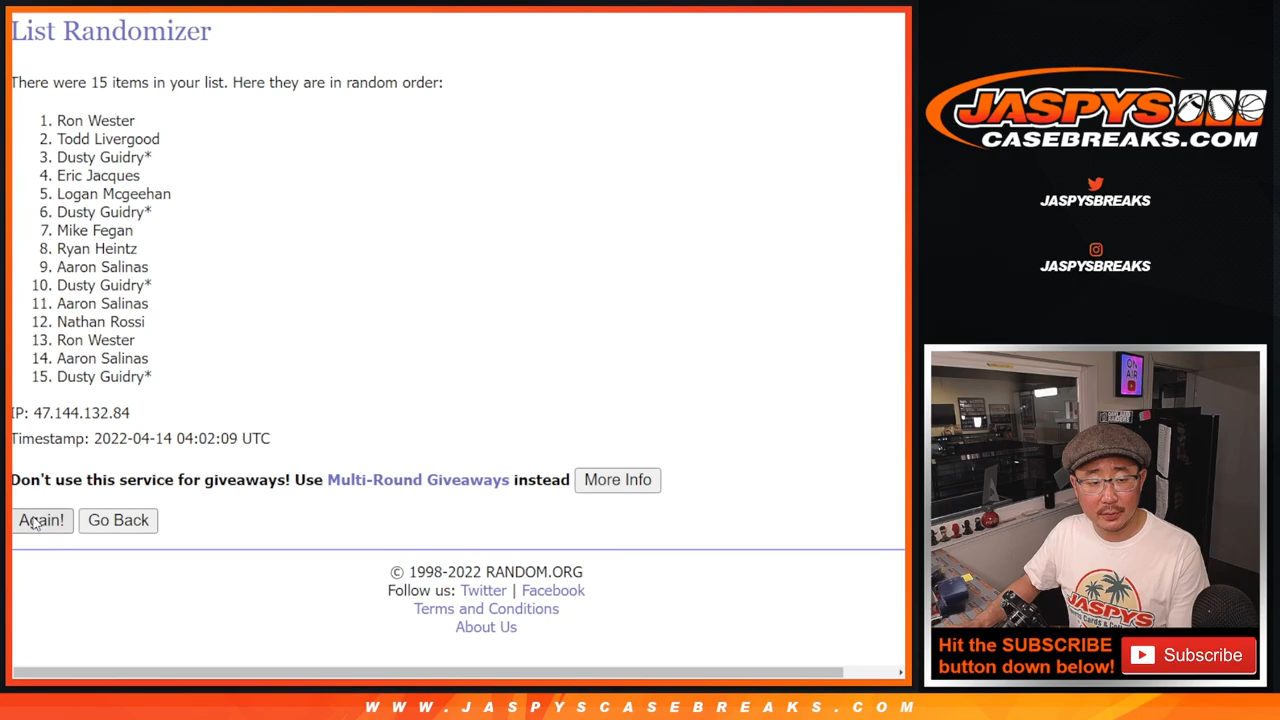 List Randomizer
There were 15 items in your list. Here they are in random order:
1. Ron Wester
2. Todd Livergood
3. Dusty Guidry*
4. Eric Jacques
5. Logan Mcgeehan
6. Dusty Guidry*
7. Mike Fegan
8. Ryan Heintz
9. Aaron Salinas
10. Dusty Guidry*
11. Aaron Salinas
12. Nathan Rossi
13. Ron Wester
14. Aaron Salinas
15. Dusty Guidry*
IP: 47.144.132.84
Timestamp: 2022-04-14 04:02:09 UTC
Don't use this service for giveaways! Use Multi-Round Giveaways instead More Info
Again! Go Back
© 1998-2022 RANDOM.ORG
Follow us: Twitter | Facebook
Terms and Conditions
About Us
JASPYS
CASEBREAKS.COM
JASPYSBREAKS
JASPYSBREAKS
ON
AIR
JASPYS
Hit the SUBSCRIBE
button down below!
Subscribe
WWW.JASPYSCASEBREAKS.COM